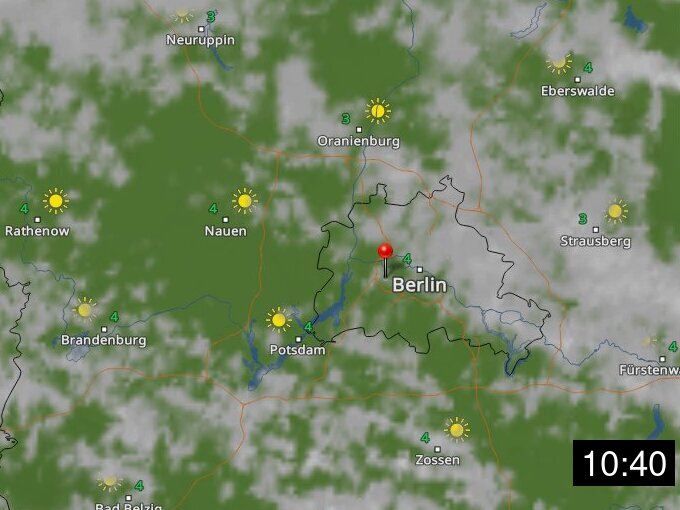 3
Neuruppin
4
Eberswalde
3
Oranienburg
4
Rathenow
4
Nauen
3
Strausberg
4
Berlin
4
Brandenburg
4
Potsdam
4
Fürstenwa
4
Zossen
4
Bad Belzig
10:40